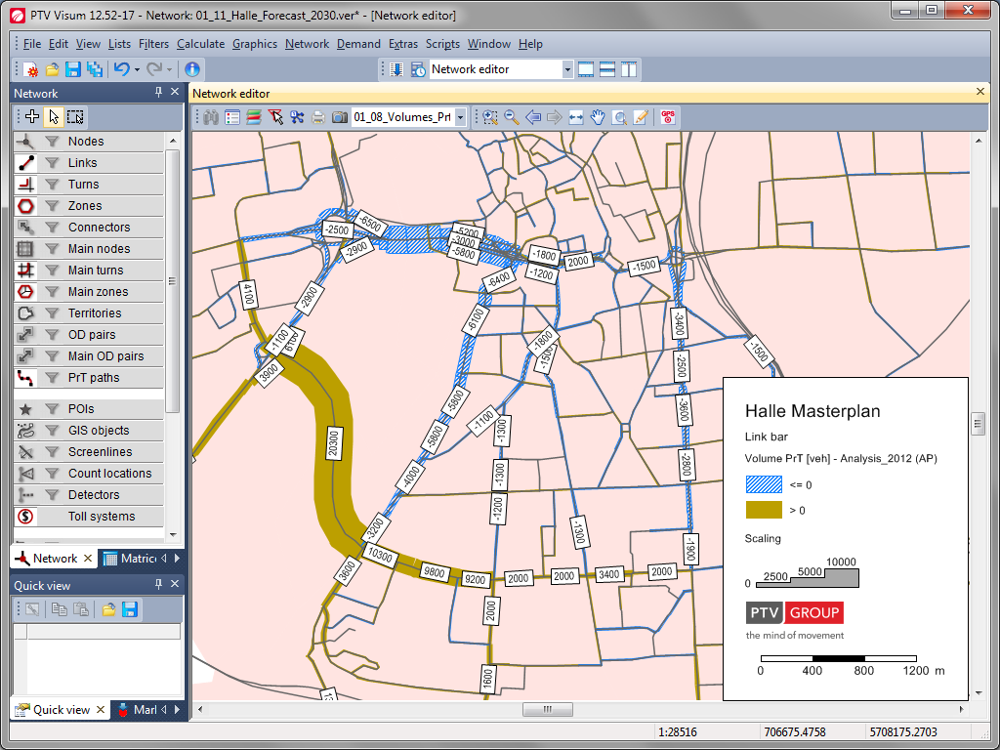 PTV Visum 12.52-17 - Network: 01_11_Halle_Forecast_2030.ver* - [Network editor]
File Edit View Lists Filters Calculate Graphics Network Demand Extras Scripts Window Help
Network editor
Network
Network editor
01_08_Volumes_Prl
GPS
Nodes
Links
Turns
Zones
Connectors
Main nodes
Main turns
Main zones
Territories
OD pairs
Main OD pairs
PrT paths
POIs
GIS objects
Screenlines
Count locations
Detectors
Toll systems
Network
Matric
Quick view
Quick view
Marl
-6500
-2500
-2900
-5200
-3000
-5800
-1800
2000
-1200
-1500
-6400
4100
-2900
-6100
-3400
-1100
3900
-1800
-1500
-1500
-2500
-5800
-3600
-1100
-1300
20300
-5800
-2800
-4000
-1300
-1200
-3200
-1300
-1900
10300
3600
9800
9200
2000
2000
3400
2000
2000
1600
Halle Masterplan
Link bar
Volume PrT [veh] - Analysis_2012 (AP)
<= 0
> 0
Scaling
0 2500 5000 10000
PTV GROUP
the mind of movement
0 400 800 1200 m
1:28516 706675.4758 5708175.2703